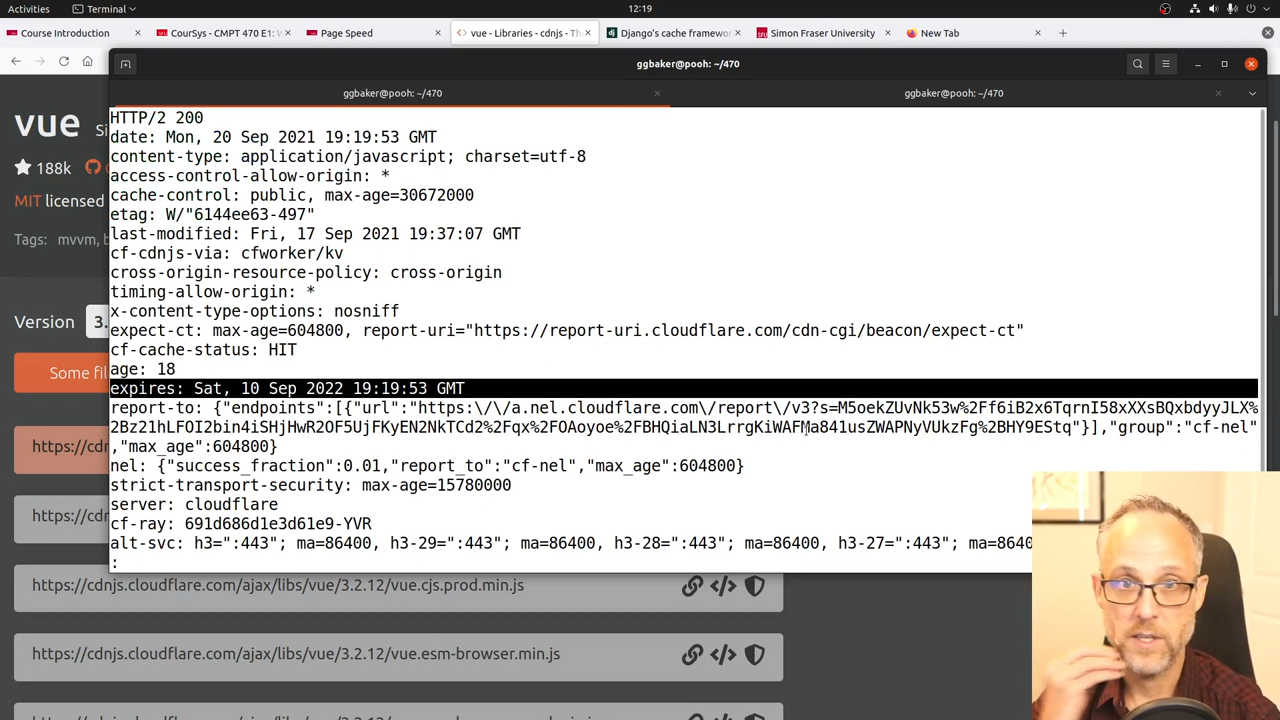 Activities
Terminal
12:19
Course Introduction
CourSys - CMPT 470 E1: W
Page Speed
vue - Libraries - cdnjs - Th
Django's cache framewor
Simon Fraser University
New Tab
ggbaker@pooh: ~/470
ggbaker@pooh: ~/470
ggbaker@pooh: ~/470
vue
188k
MIT licensed
Tags: mvvm,
Version
3.
Some fil
HTTP/2 200
date: Mon, 20 Sep 2021 19:19:53 GMT
content-type: application/javascript; charset=utf-8
access-control-allow-origin: *
cache-control: public, max-age=30672000
etag: W/"6144ee63-497"
last-modified: Fri, 17 Sep 2021 19:37:07 GMT
cf-cdnjs-via: cfworker/kv
cross-origin-resource-policy: cross-origin
timing-allow-origin: *
x-content-type-options: nosniff
expect-ct: max-age=604800, report-uri="https://report-uri.cloudflare.com/cdn-cgi/beacon/expect-ct"
cf-cache-status: HIT
age: 18
expires: Sat, 10 Sep 2022 19:19:53 GMT
report-to: {"endpoints":[{"url":"https:\/\/a.nel.cloudflare.com\/report\/v3?s=M5oekZUvNk53w%2Ff6iB2x6TqrnI58xXXsBQxbdyyJLX%
2Bz21hLFOI2bin4iSHjHwR2OF5UjFKyEN2NkTCd2%2Fqx%2FOAoyoe%2FBHQiaLN3LrrgKiWAFMa841usZWAPNyVUkzFg%2BHY9EStq"}],"group":"cf-nel"
,"max_age":604800}
nel: {"success_fraction":0.01,"report_to":"cf-nel","max_age":604800}
strict-transport-security: max-age=15780000
server: cloudflare
cf-ray: 691d686d1e3d61e9-YVR
alt-svc: h3=":443"; ma=86400, h3-29=":443"; ma=86400, h3-28=":443"; ma=86400, h3-27=":443"; ma=8640
:
https://cdn
https://cdn
https://cdnjs.cloudflare.com/ajax/libs/vue/3.2.12/vue.cjs.prod.min.js
https://cdnjs.cloudflare.com/ajax/libs/vue/3.2.12/vue.esm-browser.min.js